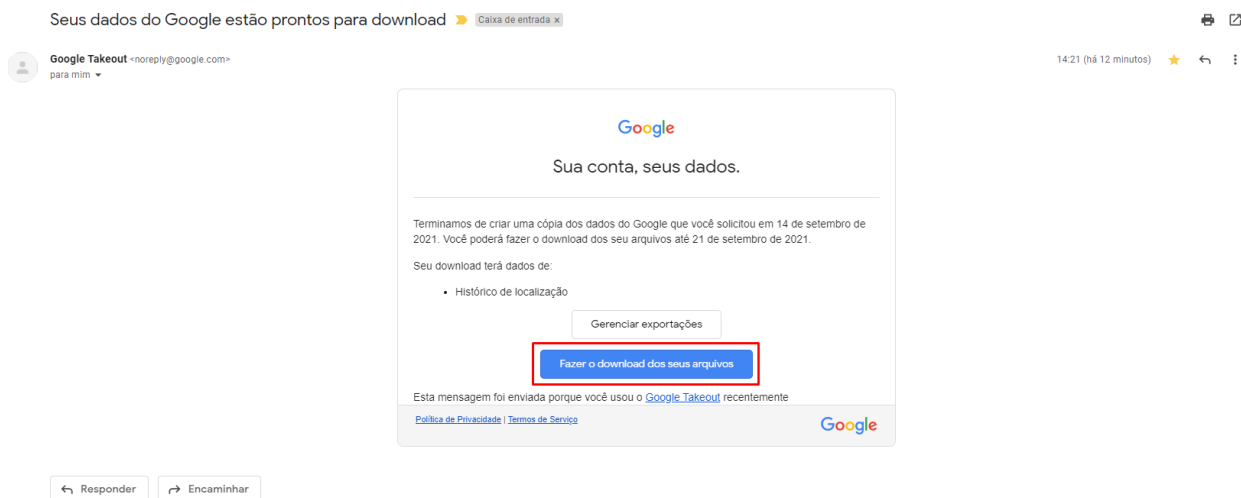 Seus dados do Google estão prontos para download Caixa de entrada x
Google Takeout <noreply@google.com>
14:21 (há 12 minutos)
para mim
Google
Sua conta, seus dados.
Terminamos de criar uma cópia dos dados do Google que você solicitou em 14 de setembro de
2021. Você poderá fazer o download dos seu arquivos até 21 de setembro de 2021.
Seu download terá dados de:
• Histórico de localização
Gerenciar exportações
Fazer o download dos seus arquivos
Esta mensagem foi enviada porque você usou o Google Takeout recentemente
Política de Privacidade | Termos de Serviço
Google
Responder
Encaminhar